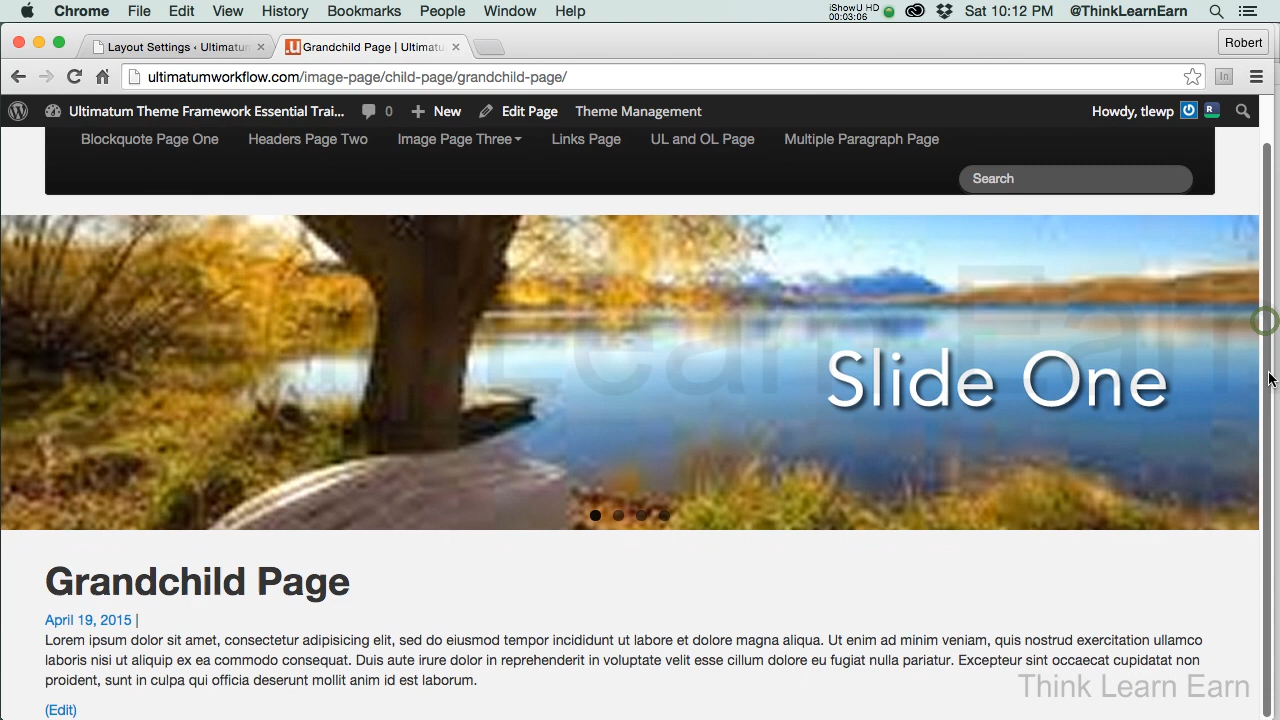 Chrome File Edit View History Bookmarks People Window Help iShowU HD 00:03:06 Sat 10:12 PM @ThinkLearnEarn
Layout Settings ‹ Ultimatum Grandchild Page | Ultimatu Robert
ultimatumworkflow.com/image-page/child-page/grandchild-page/ In
Ultimatum Theme Framework Essential Trai... 0 New Edit Page Theme Management Howdy, tlewp
Blockquote Page One Headers Page Two Image Page Three Links Page UL and OL Page Multiple Paragraph Page
Search
Slide One
Grandchild Page
April 19, 2015 |
Lorem ipsum dolor sit amet, consectetur adipisicing elit, sed do eiusmod tempor incididunt ut labore et dolore magna aliqua. Ut enim ad minim veniam, quis nostrud exercitation ullamco
laboris nisi ut aliquip ex ea commodo consequat. Duis aute irure dolor in reprehenderit in voluptate velit esse cillum dolore eu fugiat nulla pariatur. Excepteur sint occaecat cupidatat non
proident, sunt in culpa qui officia deserunt mollit anim id est laborum.
Think Learn Earn
(Edit)